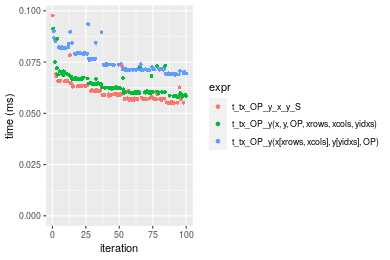 0.100
0.075
0.050
0.025
0.000
time (ms)
0
25
50
75
100
iteration
expr
t_tx_OP_y_x_y_S
t_tx_OP_y(x, y, OP, xrows, xcols, yidxs)
t_tx_OP_y(x[xrows, xcols], y[yidxs], OP)